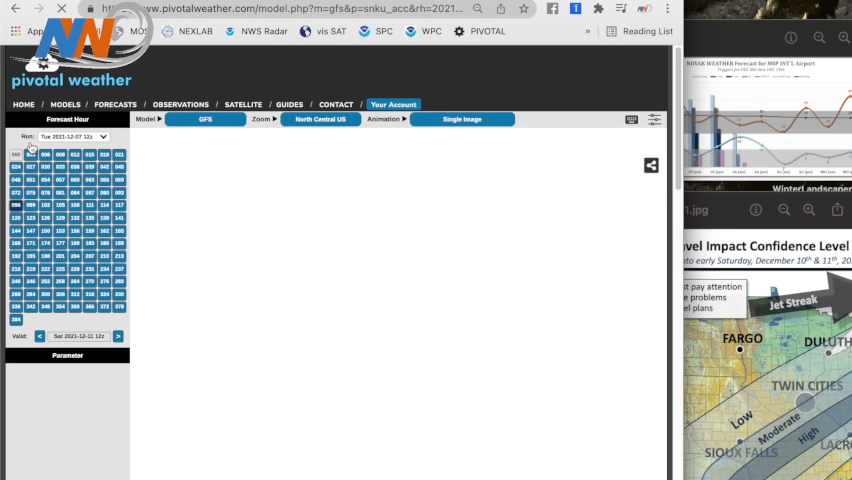 https://www.pivotalweather.com/model.php?m=gfs&p=snku_acc&rh=2021...
Apps
NEXLAB
NWS Radar
vis SAT
SPC
WPC
PIVOTAL
»
Reading List
NW
pivotal weather
HOME / MODELS / FORECASTS / OBSERVATIONS / SATELLITE / GUIDES / CONTACT / Your Account
Forecast Hour
Model GFS Zoom North Central US Animation Single Image
Run: Tue 2021-12-07 12z
000 006 009 012 015 018 021
024 027 030 033 036 039 042 045
048 051 054 057 060 063 066 069
072 075 078 081 084 087 090 093
096 099 102 105 108 111 114 117
120 123 126 129 132 135 138 141
144 147 150 153 156 159 162 165
168 171 174 177 180 183 186 189
192 195 198 201 204 207 210 213
216 219 222 225 228 231 234 237
240 246 252 258 264 270 276 282
288 294 300 306 312 318 324 330
336 342 348 354 360 366 372 378
384
Valid: < Sat 2021-12-11 12z >
Parameter
NOVAK WEATHER Forecast for MSP INT'L Airport
WinterLandscape
1.jpg
vel Impact Confidence Level
nto early Saturday, December 10th & 11th, 20
st pay attention
e problems
el plans
Jet Streak
FARGO
DULUTH
TWIN CITIES
Low
Moderate
High
SIOUX FALLS
LACRO